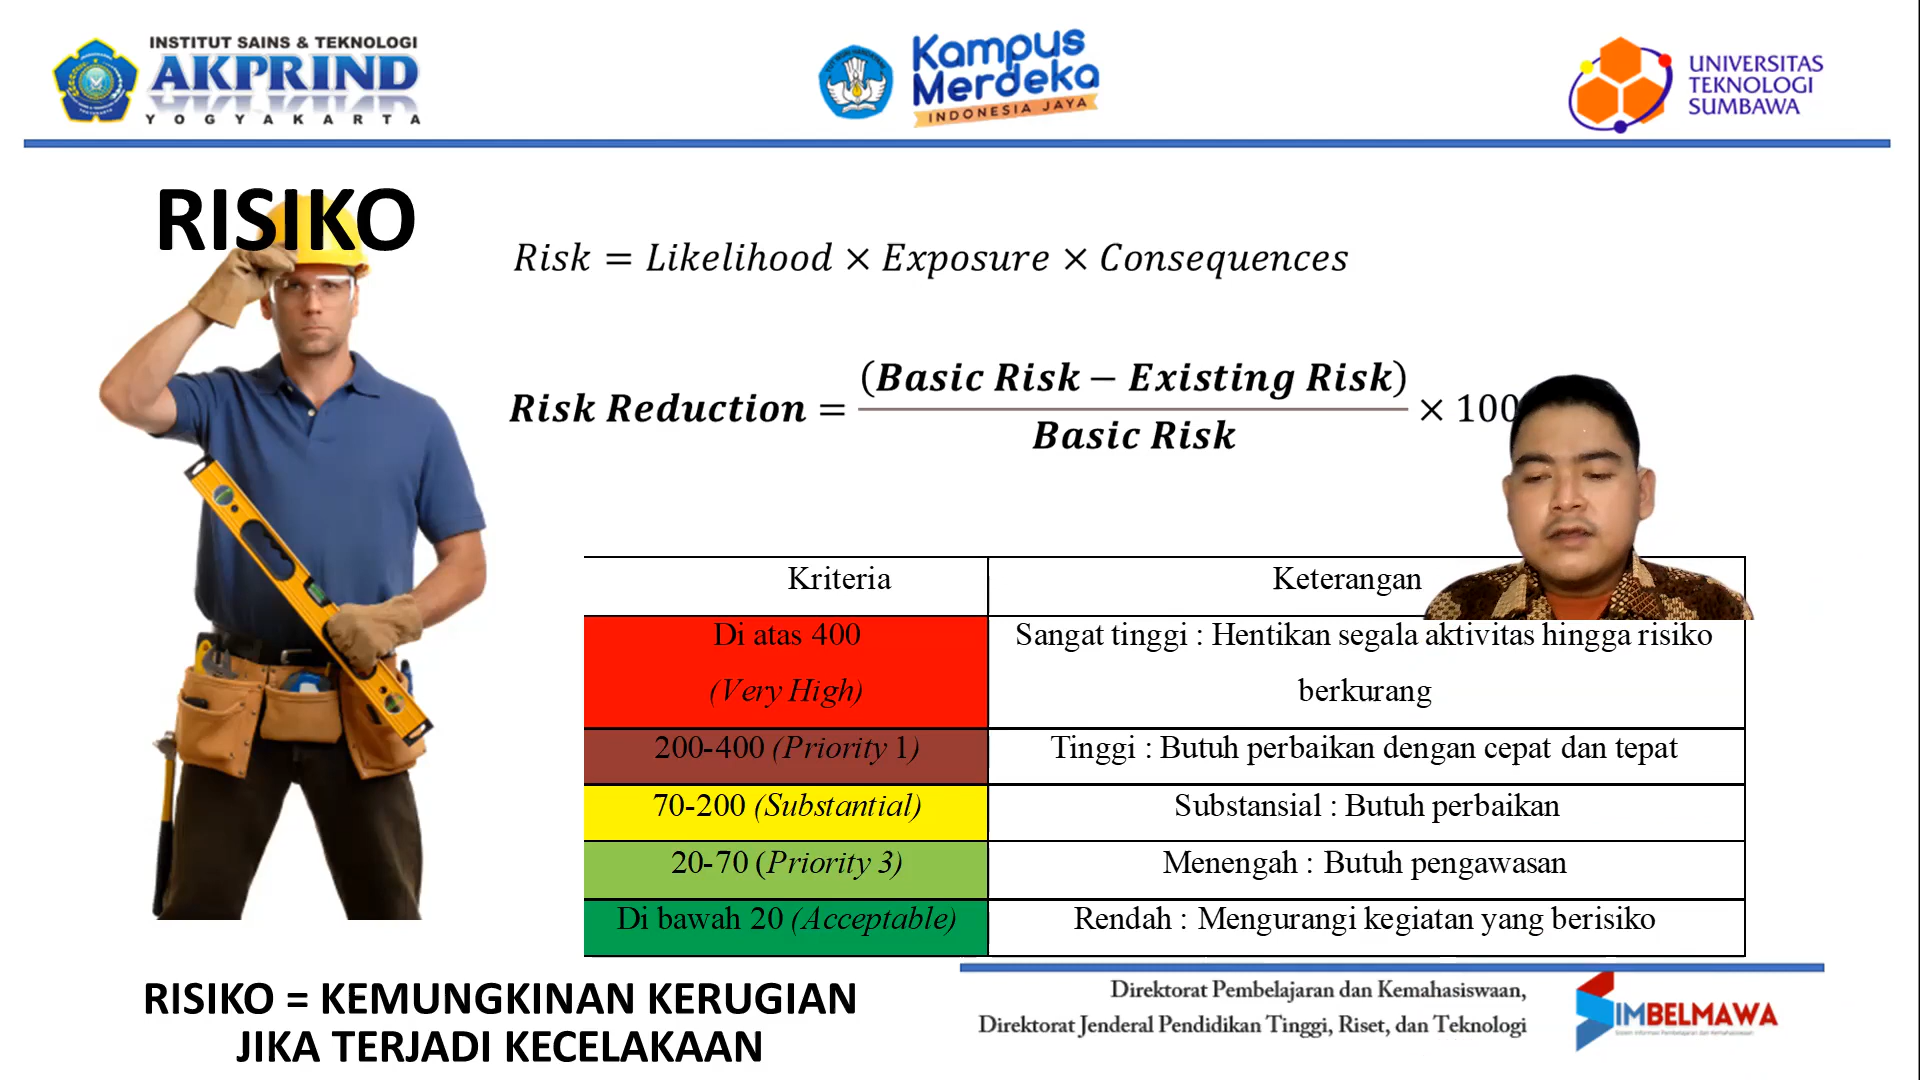 INSTITUT SAINS & TEKNOLOGI
AKPRIND
YOGYAKARTA
Kampus
Merdeka
INDONESIA JAYA
UNIVERSITAS
TEKNOLOGI
SUMBAWA
RISIKO
Risk = Likelihood × Exposure × Consequences
Risk Reduction = (Basic Risk − Existing Risk) / Basic Risk × 100
Kriteria
Keterangan
Di atas 400
(Very High)
Sangat tinggi : Hentikan segala aktivitas hingga risiko
berkurang
200-400 (Priority 1)
Tinggi : Butuh perbaikan dengan cepat dan tepat
70-200 (Substantial)
Substansial : Butuh perbaikan
20-70 (Priority 3)
Menengah : Butuh pengawasan
Di bawah 20 (Acceptable)
Rendah : Mengurangi kegiatan yang berisiko
RISIKO = KEMUNGKINAN KERUGIAN
JIKA TERJADI KECELAKAAN
Direktorat Pembelajaran dan Kemahasiswaan,
Direktorat Jenderal Pendidikan Tinggi, Riset, dan Teknologi
SIMBELMAWA